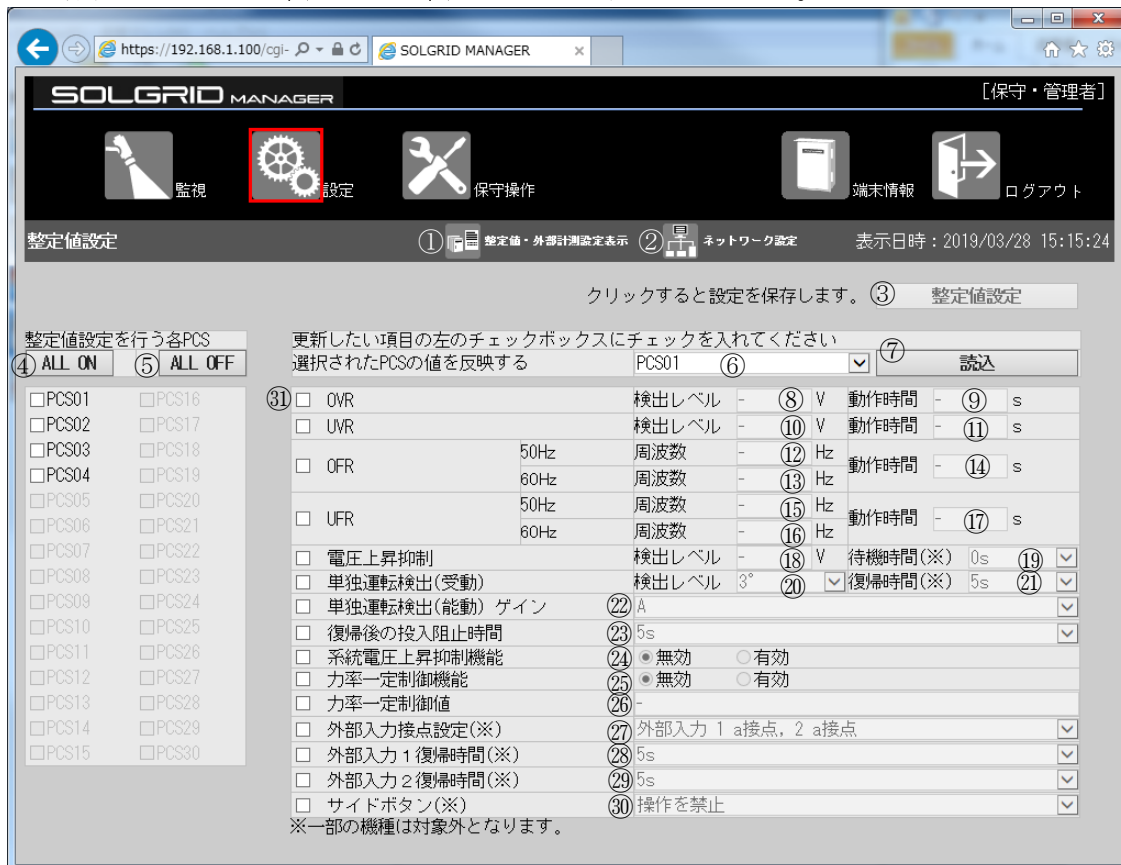 https://192.168.1.100/cgi- SOLGRID MANAGER ×
SOLGRID MANAGER [保守・管理者]
監視 設定 保守操作 端末情報 ログアウト
整定値設定 ① 整定値・外部計測設定表示 ② ネットワーク設定 表示日時：2019/03/28 15:15:24
クリックすると設定を保存します。 ③ 整定値設定
整定値設定を行う各PCS 更新したい項目の左のチェックボックスにチェックを入れてください
④ ALL ON ⑤ ALL OFF 選択されたPCSの値を反映する PCS01 ⑥ ⑦ 読込
PCS01 PCS16 ㉛ OVR 検出レベル - ⑧ V 動作時間 - ⑨ s
PCS02 PCS17 UVR 検出レベル - ⑩ V 動作時間 - ⑪ s
PCS03 PCS18 OFR 50Hz 周波数 - ⑫ Hz 動作時間 - ⑭ s
PCS04 PCS19 60Hz 周波数 - ⑬ Hz
PCS05 PCS20 UFR 50Hz 周波数 - ⑮ Hz 動作時間 - ⑰ s
PCS06 PCS21 60Hz 周波数 - ⑯ Hz
PCS07 PCS22 電圧上昇抑制 検出レベル - ⑱ V 待機時間(※) 0s ⑲
PCS08 PCS23 単独運転検出(受動) 検出レベル 3° ⑳ 復帰時間(※) 5s ㉑
PCS09 PCS24 単独運転検出(能動) ゲイン ㉒ A
PCS10 PCS25 復帰後の投入阻止時間 ㉓ 5s
PCS11 PCS26 系統電圧上昇抑制機能 ㉔ 無効 有効
PCS12 PCS27 力率一定制御機能 ㉕ 無効 有効
PCS13 PCS28 力率一定制御値 ㉖ -
PCS14 PCS29 外部入力接点設定(※) ㉗ 外部入力 1 a接点, 2 a接点
PCS15 PCS30 外部入力１復帰時間(※) ㉘ 5s
外部入力２復帰時間(※) ㉙ 5s
サイドボタン(※) ㉚ 操作を禁止
※一部の機種は対象外となります。